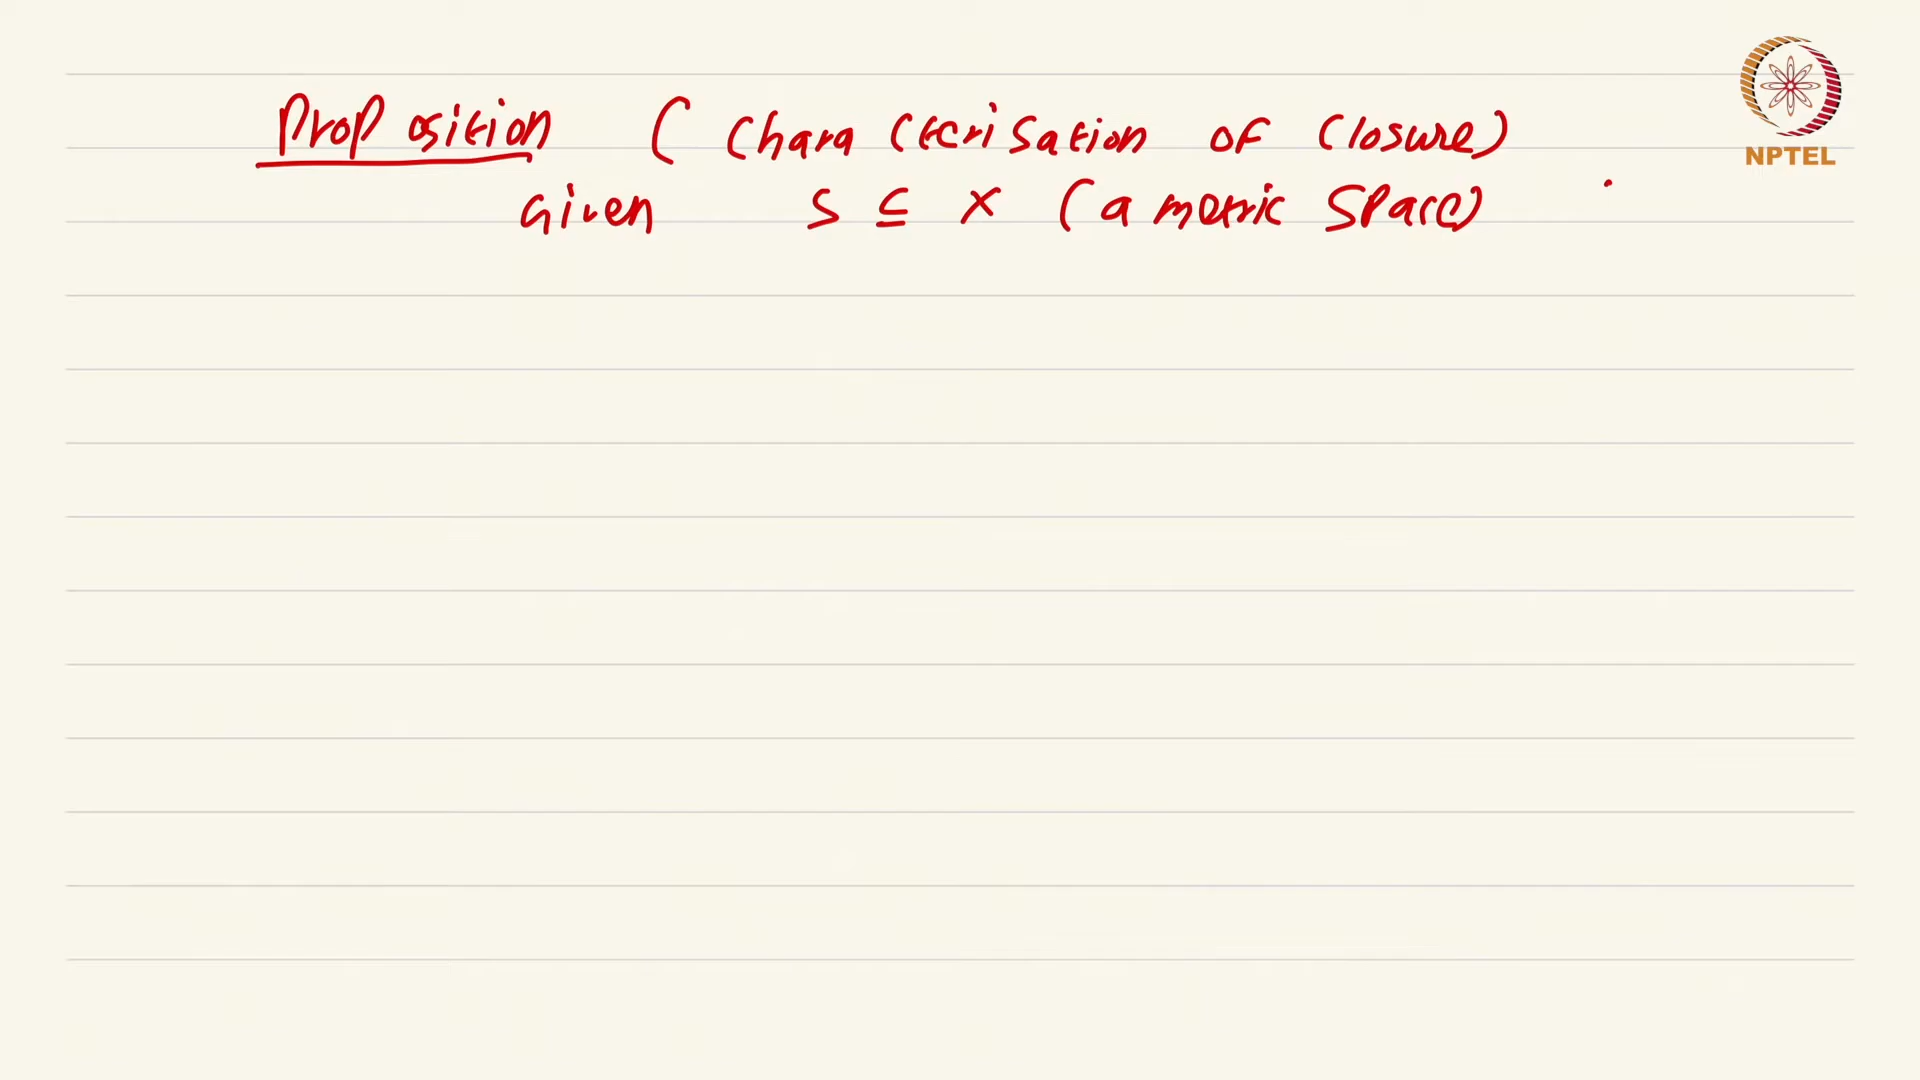 Proposition (Characterisation of closure)
Given S ⊆ X (a metric space)
NPTEL